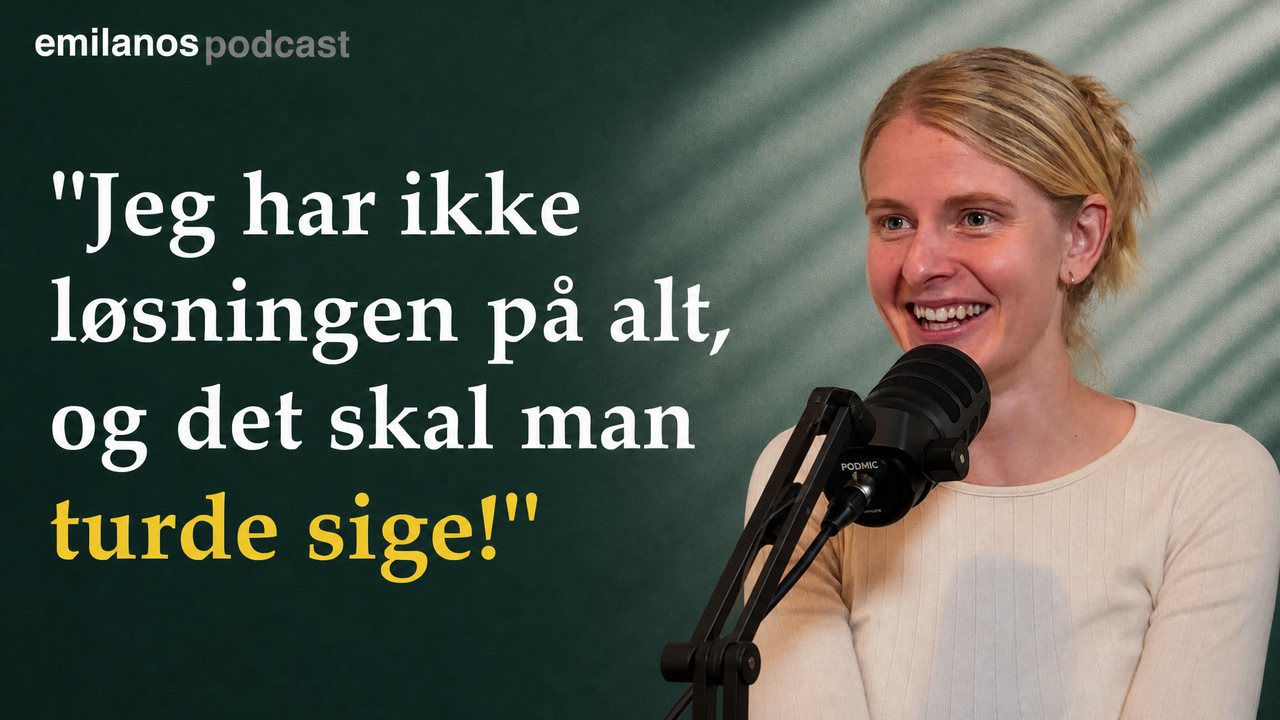 emilanos podcast
"Jeg har ikke
løsningen på alt,
og det skal man
turde sige!"
PODMIC